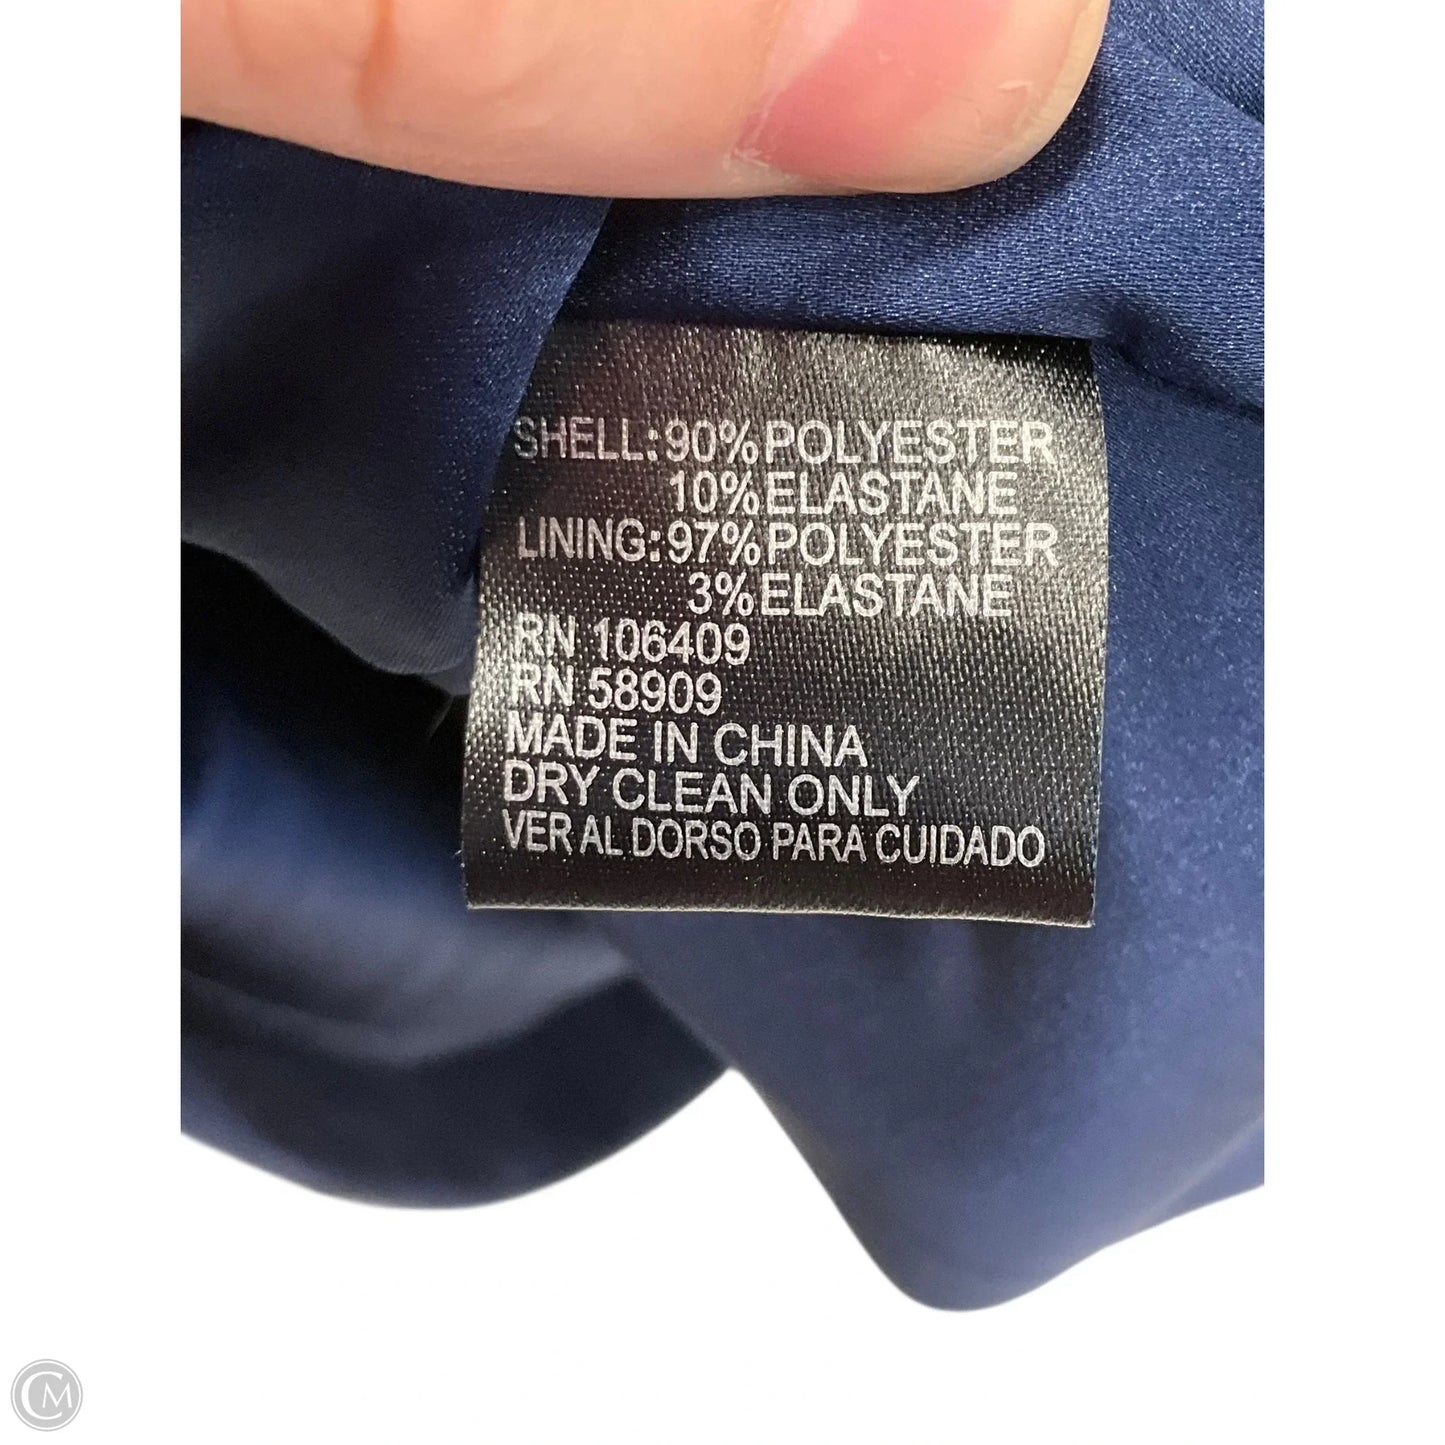 SHELL:90%POLYESTER
10%ELASTANE
LINING:97%POLYESTER
3%ELASTANE
RN 106409
RN 58909
MADE IN CHINA
DRY CLEAN ONLY
VER AL DORSO PARA CUIDADO
CM